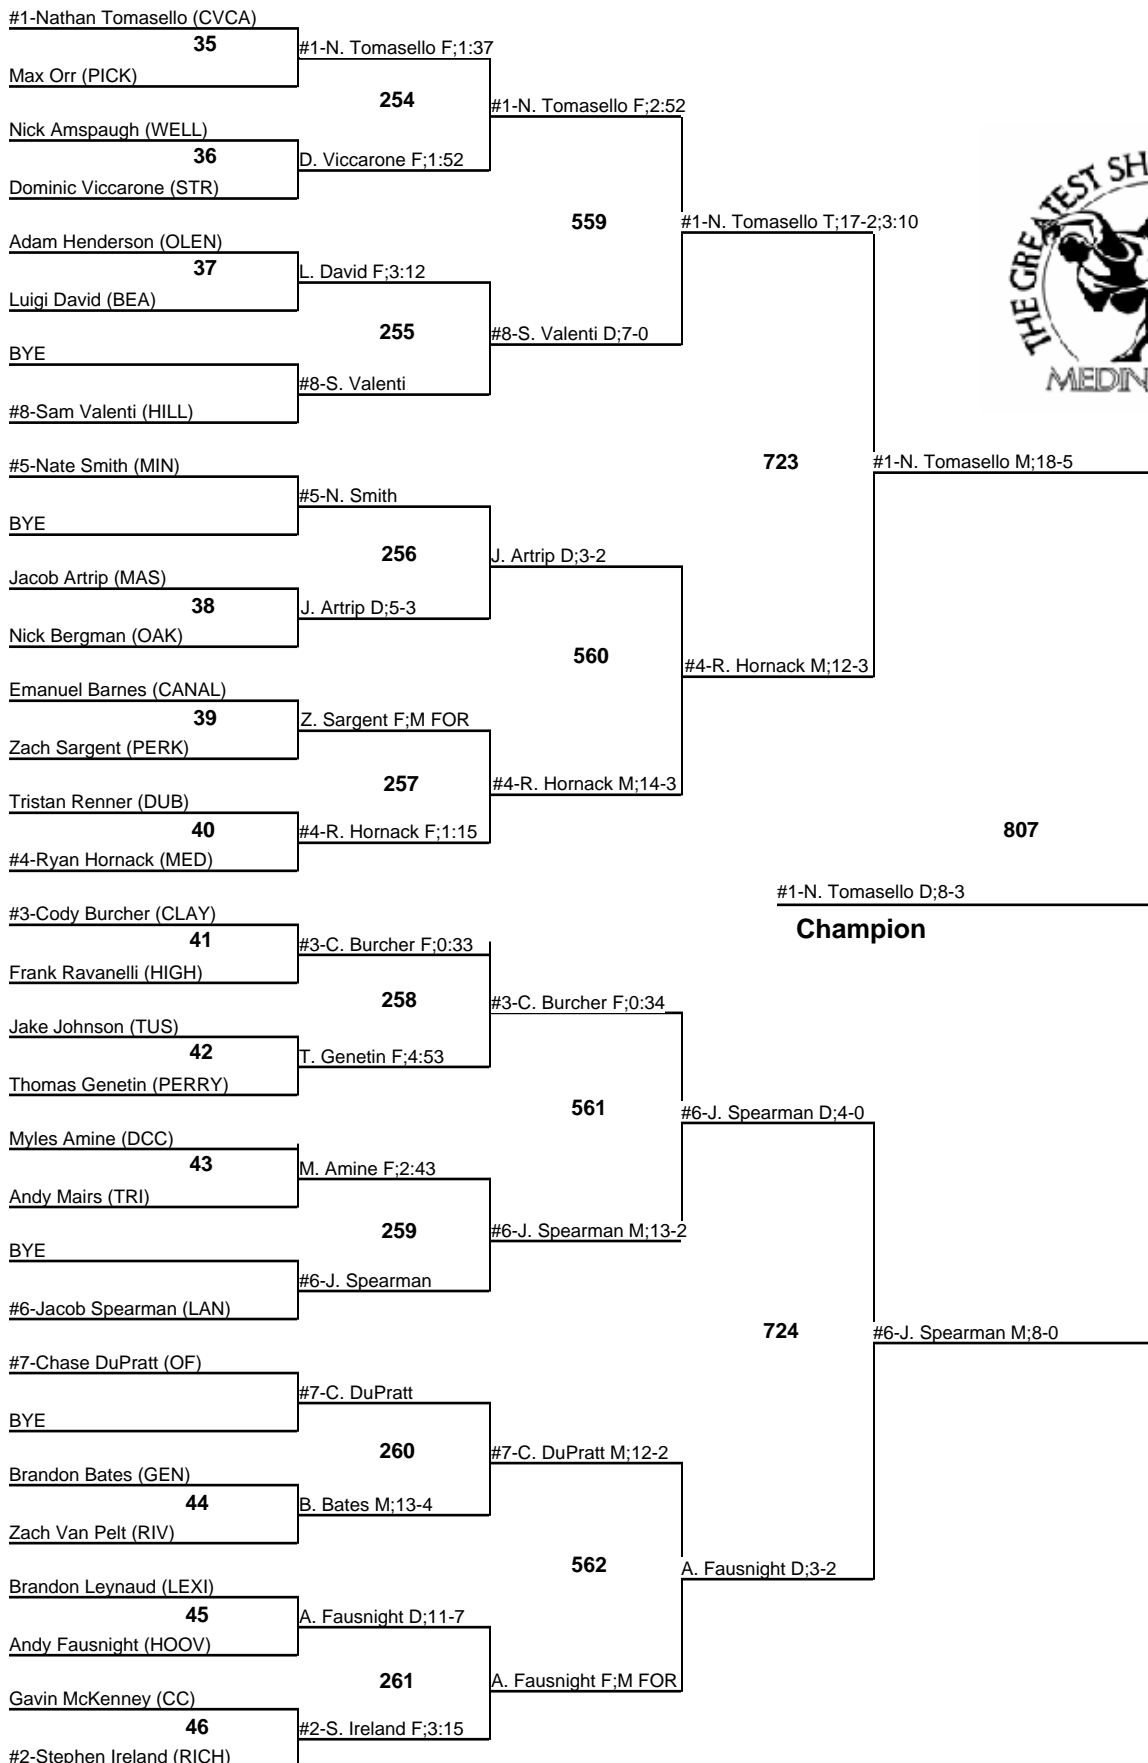 #1-Nathan Tomasello (CVCA)
35
#1-N. Tomasello F;1:37
Max Orr (PICK)
254
#1-N. Tomasello F;2:52
Nick Amspaugh (WELL)
36
D. Viccarone F;1:52
Dominic Viccarone (STR)
559
#1-N. Tomasello T;17-2;3:10
Adam Henderson (OLEN)
37
L. David F;3:12
Luigi David (BEA)
255
#8-S. Valenti D;7-0
BYE
#8-S. Valenti
#8-Sam Valenti (HILL)
THE GREATEST SH
MEDIN
723
#1-N. Tomasello M;18-5
#5-Nate Smith (MIN)
#5-N. Smith
BYE
256
J. Artrip D;3-2
Jacob Artrip (MAS)
38
J. Artrip D;5-3
Nick Bergman (OAK)
560
#4-R. Hornack M;12-3
Emanuel Barnes (CANAL)
39
Z. Sargent F;M FOR
Zach Sargent (PERK)
257
#4-R. Hornack M;14-3
Tristan Renner (DUB)
40
#4-R. Hornack F;1:15
#4-Ryan Hornack (MED)
807
#1-N. Tomasello D;8-3
Champion
#3-Cody Burcher (CLAY)
41
#3-C. Burcher F;0:33
Frank Ravanelli (HIGH)
258
#3-C. Burcher F;0:34
Jake Johnson (TUS)
42
T. Genetin F;4:53
Thomas Genetin (PERRY)
561
#6-J. Spearman D;4-0
Myles Amine (DCC)
43
M. Amine F;2:43
Andy Mairs (TRI)
259
#6-J. Spearman M;13-2
BYE
#6-J. Spearman
#6-Jacob Spearman (LAN)
724
#6-J. Spearman M;8-0
#7-Chase DuPratt (OF)
#7-C. DuPratt
BYE
260
#7-C. DuPratt M;12-2
Brandon Bates (GEN)
44
B. Bates M;13-4
Zach Van Pelt (RIV)
562
A. Fausnight D;3-2
Brandon Leynaud (LEXI)
45
A. Fausnight D;11-7
Andy Fausnight (HOOV)
261
A. Fausnight F;M FOR
Gavin McKenney (CC)
46
#2-S. Ireland F;3:15
#2-Stephen Ireland (RICH)